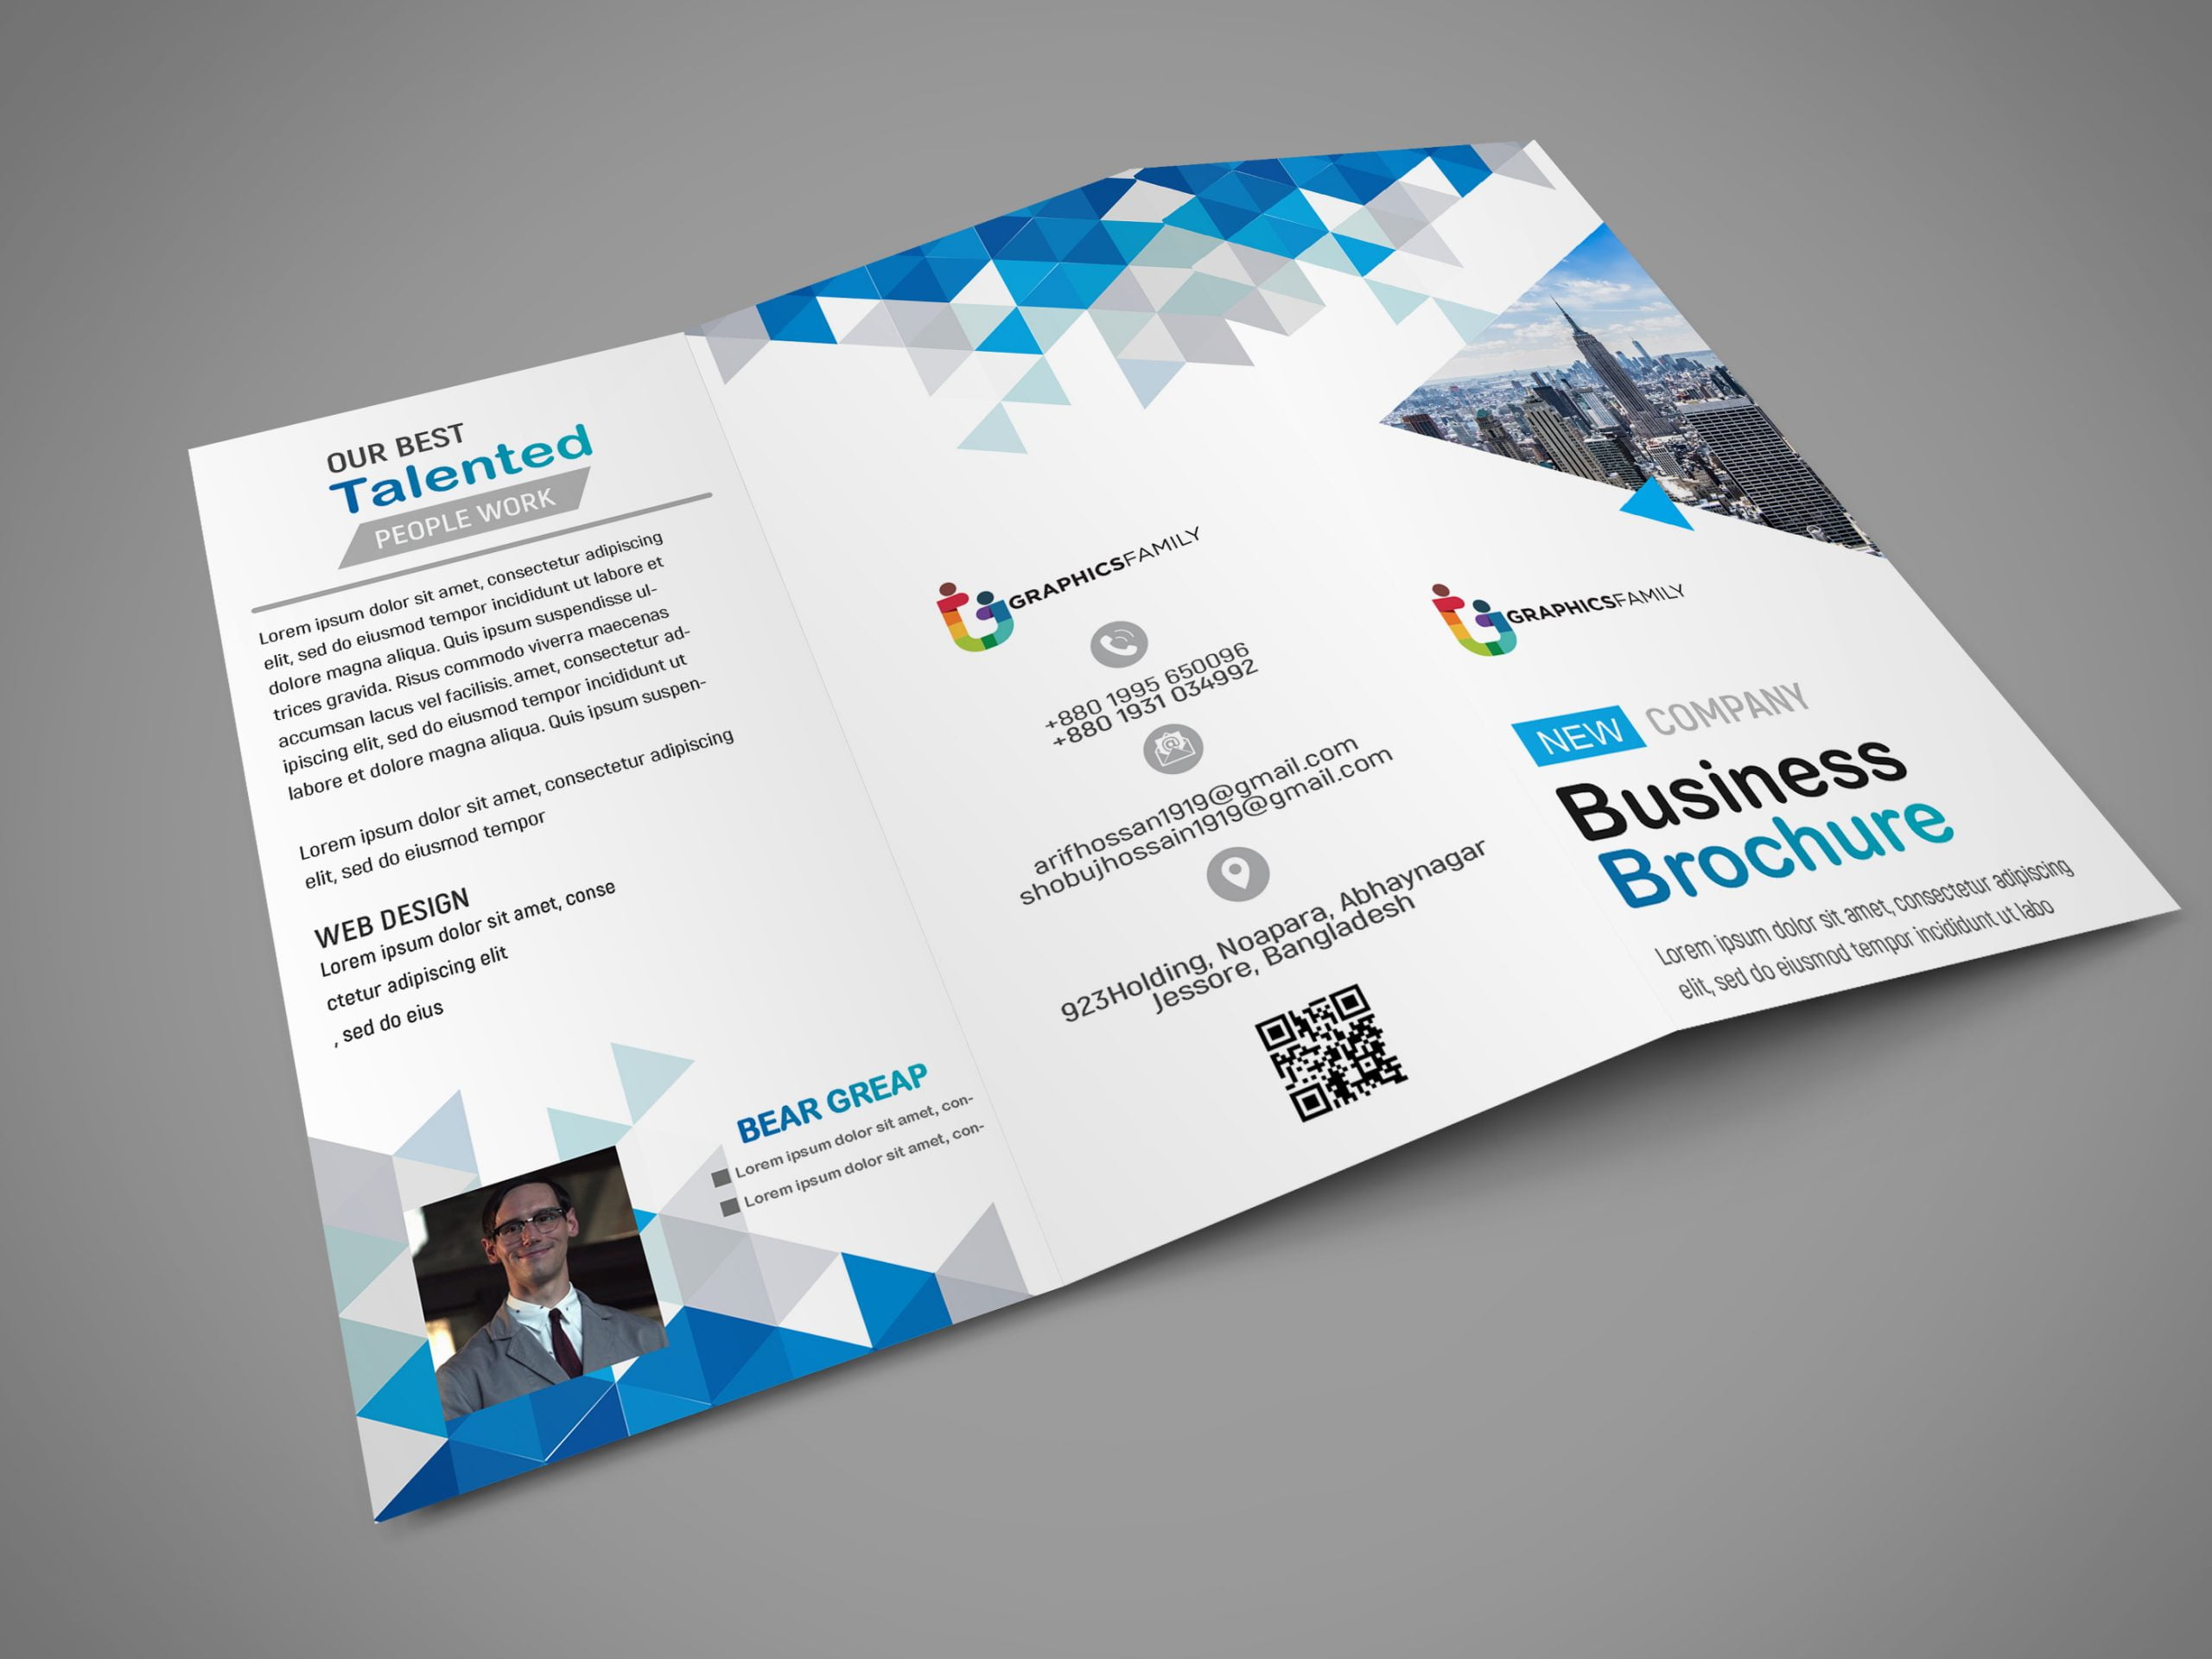 OUR BEST
Talented
PEOPLE WORK
Lorem ipsum dolor sit amet, consectetur adipiscing
elit, sed do eiusmod tempor incididunt ut labore et
dolore magna aliqua. Quis ipsum suspendisse ul-
trices gravida. Risus commodo viverra maecenas
accumsan lacus vel facilisis. amet, consectetur ad-
ipiscing elit, sed do eiusmod tempor incididunt ut
labore et dolore magna aliqua. Quis ipsum suspen-
Lorem ipsum dolor sit amet, consectetur adipiscing
elit, sed do eiusmod tempor
WEB DESIGN
Lorem ipsum dolor sit amet, conse
ctetur adipiscing elit
, sed do eius
BEAR GREAP
Lorem ipsum dolor sit amet, con-
Lorem ipsum dolor sit amet, con-
GRAPHICSFAMILY
+880 1995 650096
+880 1931 034992
arifhossan1919@gmail.com
shobujhossain1919@gmail.com
923Holding, Noapara, Abhaynagar
Jessore, Bangladesh
GRAPHICSFAMILY
NEW COMPANY
Business
Brochure
Lorem ipsum dolor sit amet, consectetur adipiscing
elit, sed do eiusmod tempor incididunt ut labo